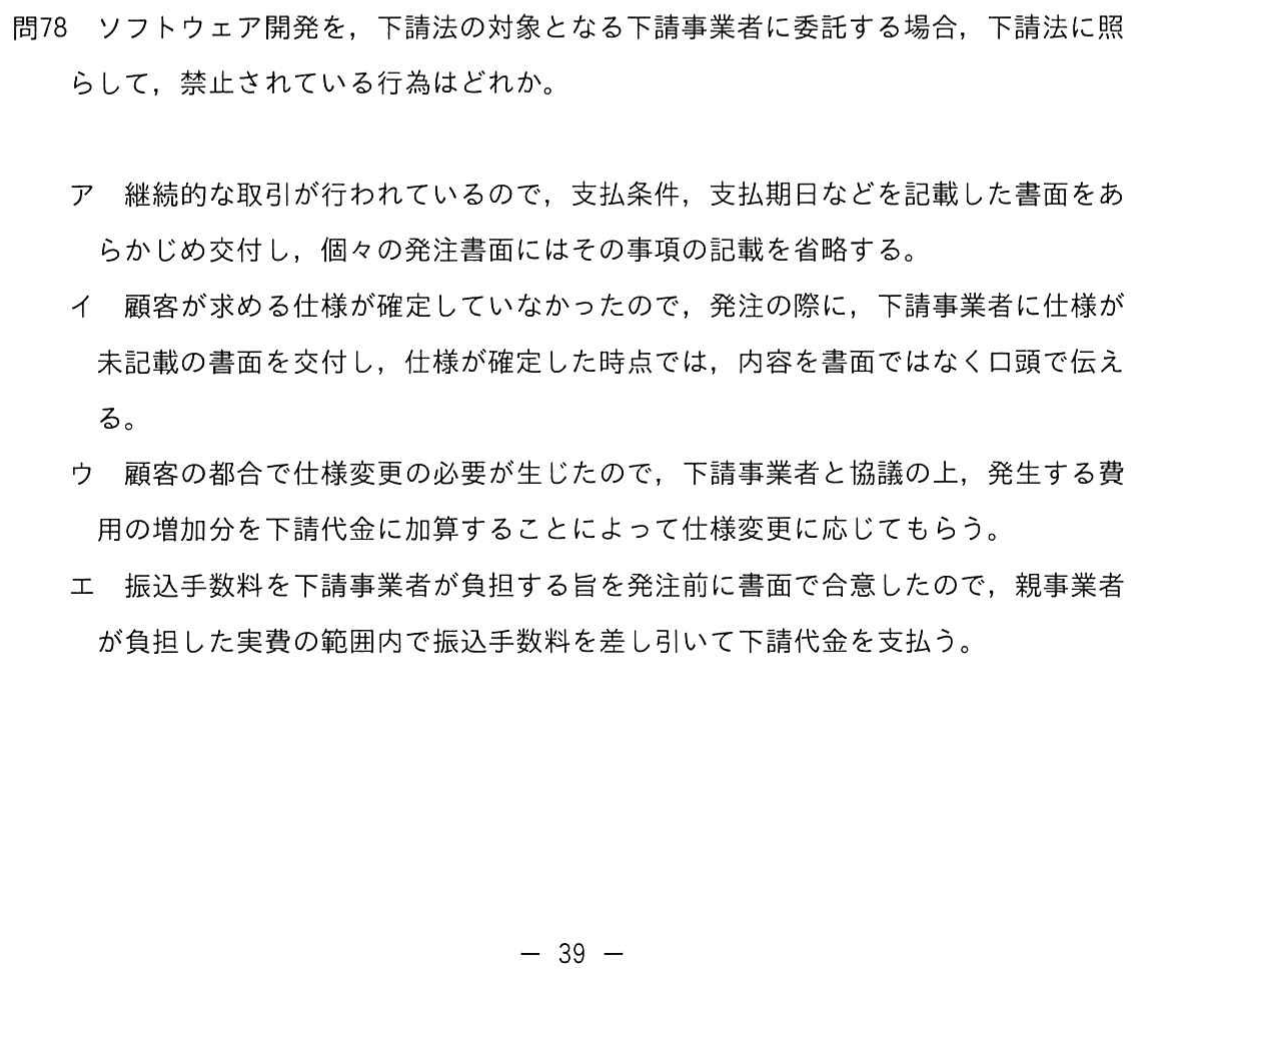 問78　ソフトウェア開発を，下請法の対象となる下請事業者に委託する場合，下請法に照
らして，禁止されている行為はどれか。
ア　継続的な取引が行われているので，支払条件，支払期日などを記載した書面をあ
らかじめ交付し，個々の発注書面にはその事項の記載を省略する。
イ　顧客が求める仕様が確定していなかったので，発注の際に，下請事業者に仕様が
未記載の書面を交付し，仕様が確定した時点では，内容を書面ではなく口頭で伝え
る。
ウ　顧客の都合で仕様変更の必要が生じたので，下請事業者と協議の上，発生する費
用の増加分を下請代金に加算することによって仕様変更に応じてもらう。
エ　振込手数料を下請事業者が負担する旨を発注前に書面で合意したので，親事業者
が負担した実費の範囲内で振込手数料を差し引いて下請代金を支払う。
― 39 ―